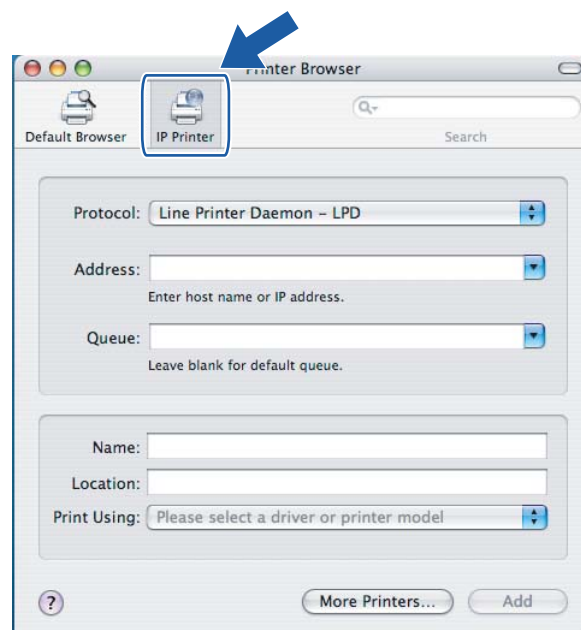 Printer Browser
Default Browser
IP Printer
Search
Protocol: Line Printer Daemon – LPD
Address:
Enter host name or IP address.
Queue:
Leave blank for default queue.
Name:
Location:
Print Using: Please select a driver or printer model
? More Printers... Add